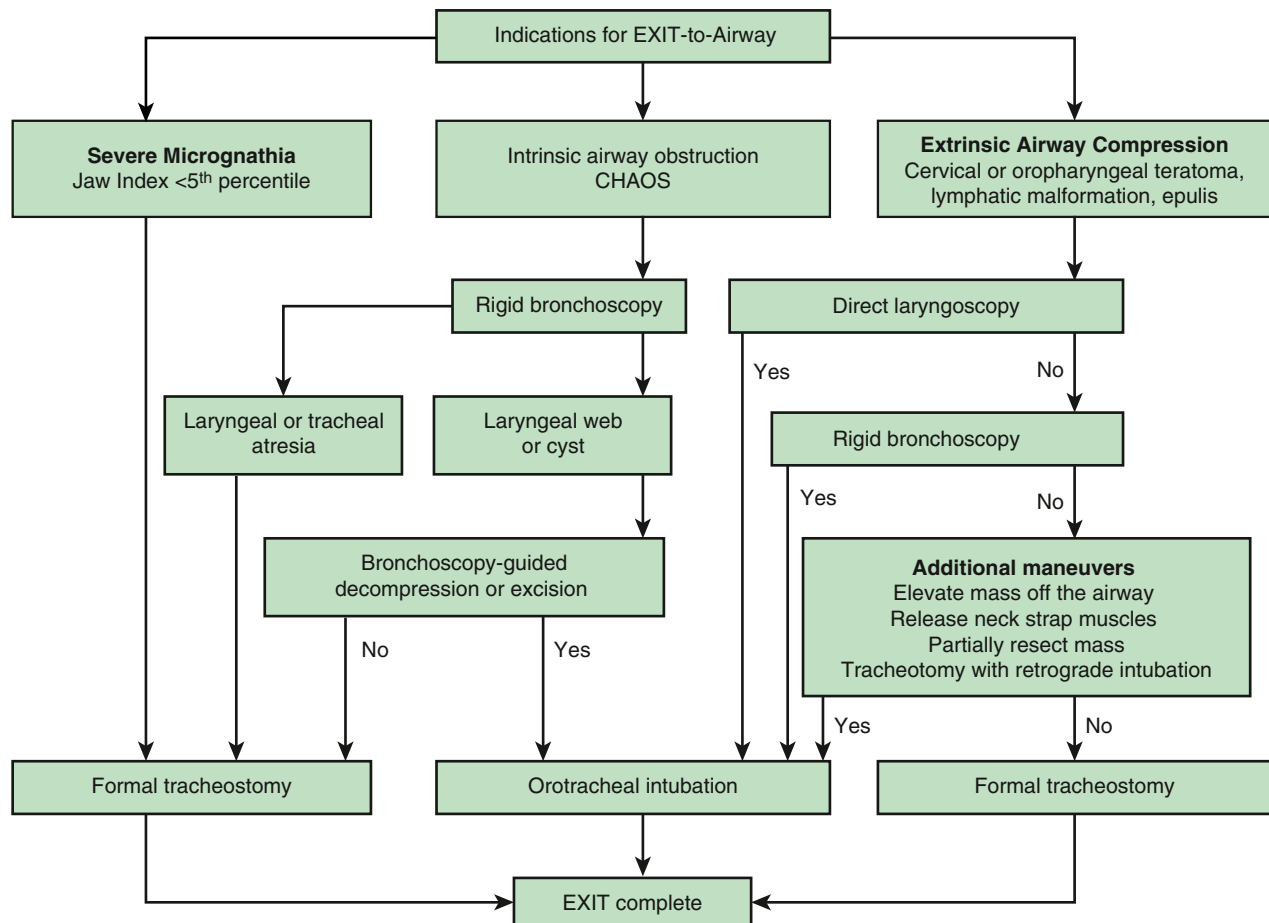 Indications for EXIT-to-Airway
Severe Micrognathia
Jaw Index <5th percentile
Intrinsic airway obstruction
CHAOS
Extrinsic Airway Compression
Cervical or oropharyngeal teratoma,
lymphatic malformation, epulis
Rigid bronchoscopy
Direct laryngoscopy
Yes
No
Laryngeal or tracheal
atresia
Laryngeal web
or cyst
Rigid bronchoscopy
Yes
No
Bronchoscopy-guided
decompression or excision
Additional maneuvers
Elevate mass off the airway
Release neck strap muscles
Partially resect mass
Tracheotomy with retrograde intubation
No
Yes
Yes
No
Formal tracheostomy
Orotracheal intubation
Formal tracheostomy
EXIT complete